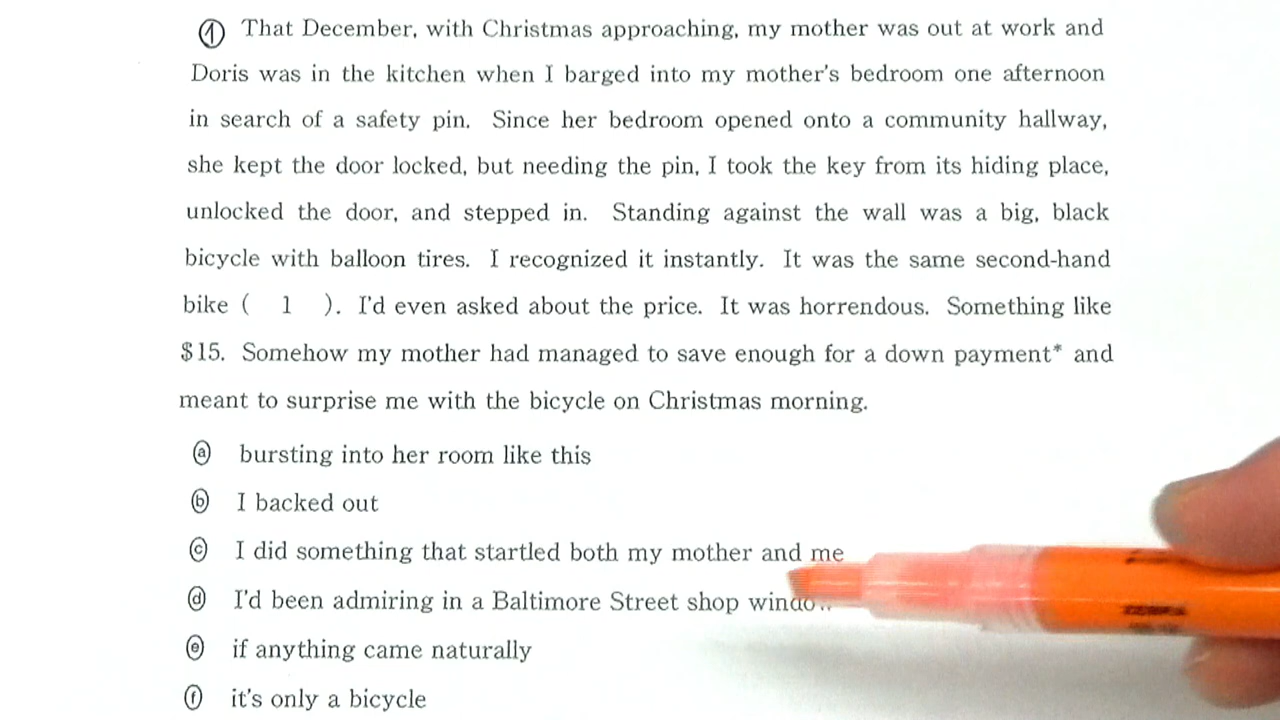 ① That December, with Christmas approaching, my mother was out at work and
Doris was in the kitchen when I barged into my mother's bedroom one afternoon
in search of a safety pin. Since her bedroom opened onto a community hallway,
she kept the door locked, but needing the pin, I took the key from its hiding place,
unlocked the door, and stepped in. Standing against the wall was a big, black
bicycle with balloon tires. I recognized it instantly. It was the same second-hand
bike ( 1 ). I'd even asked about the price. It was horrendous. Something like
$15. Somehow my mother had managed to save enough for a down payment* and
meant to surprise me with the bicycle on Christmas morning.
ⓐ bursting into her room like this
ⓑ I backed out
ⓒ I did something that startled both my mother and me
ⓓ I'd been admiring in a Baltimore Street shop window
ⓔ if anything came naturally
ⓕ it's only a bicycle